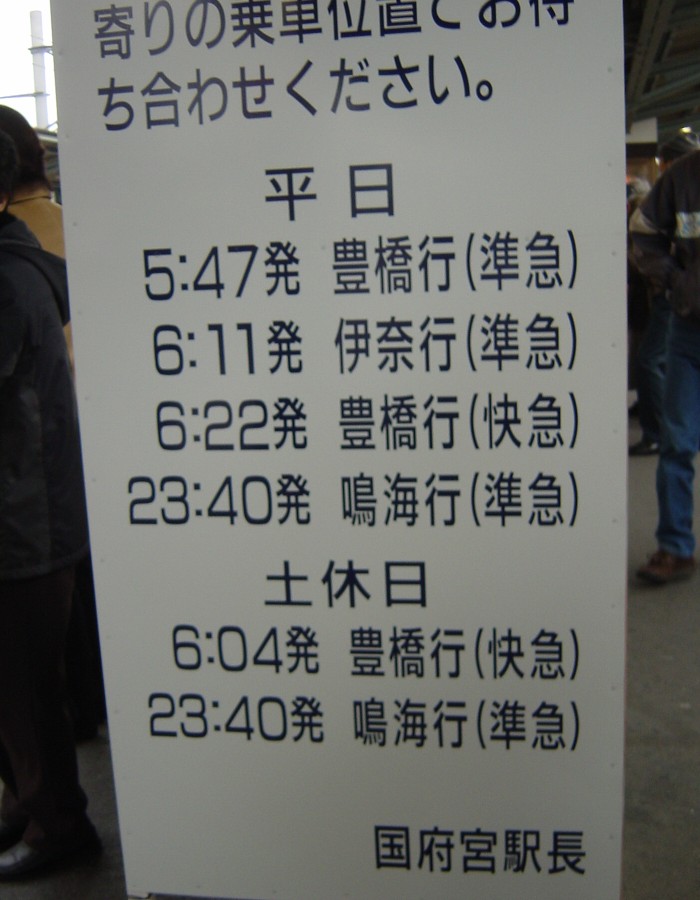 寄りの乗車位置でお待
ち合わせください。
平日
5:47発 豊橋行(準急)
6:11発 伊奈行(準急)
6:22発 豊橋行(快急)
23:40発 鳴海行(準急)
土休日
6:04発 豊橋行(快急)
23:40発 鳴海行(準急)
国府宮駅長